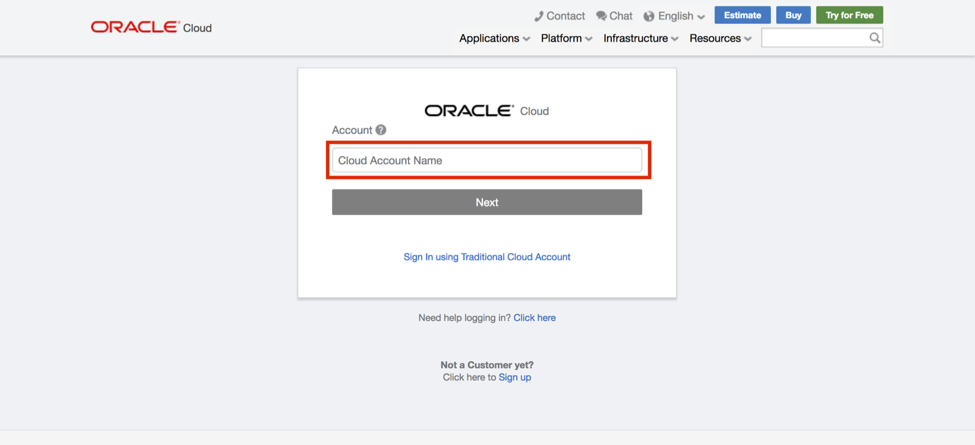 Contact Chat English Estimate Buy Try for Free
ORACLE Cloud
Applications Platform Infrastructure Resources
ORACLE Cloud
Account ?
Cloud Account Name
Next
Sign In using Traditional Cloud Account
Need help logging in? Click here
Not a Customer yet?
Click here to Sign up